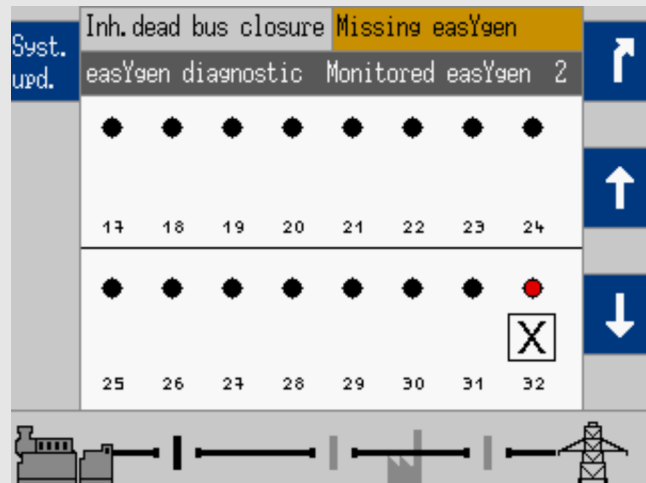 Inh.dead bus closure Missing easYgen
Syst.
upd.
easYgen diagnostic Monitored easYgen 2
17 18 19 20 21 22 23 24
X
25 26 27 28 29 30 31 32